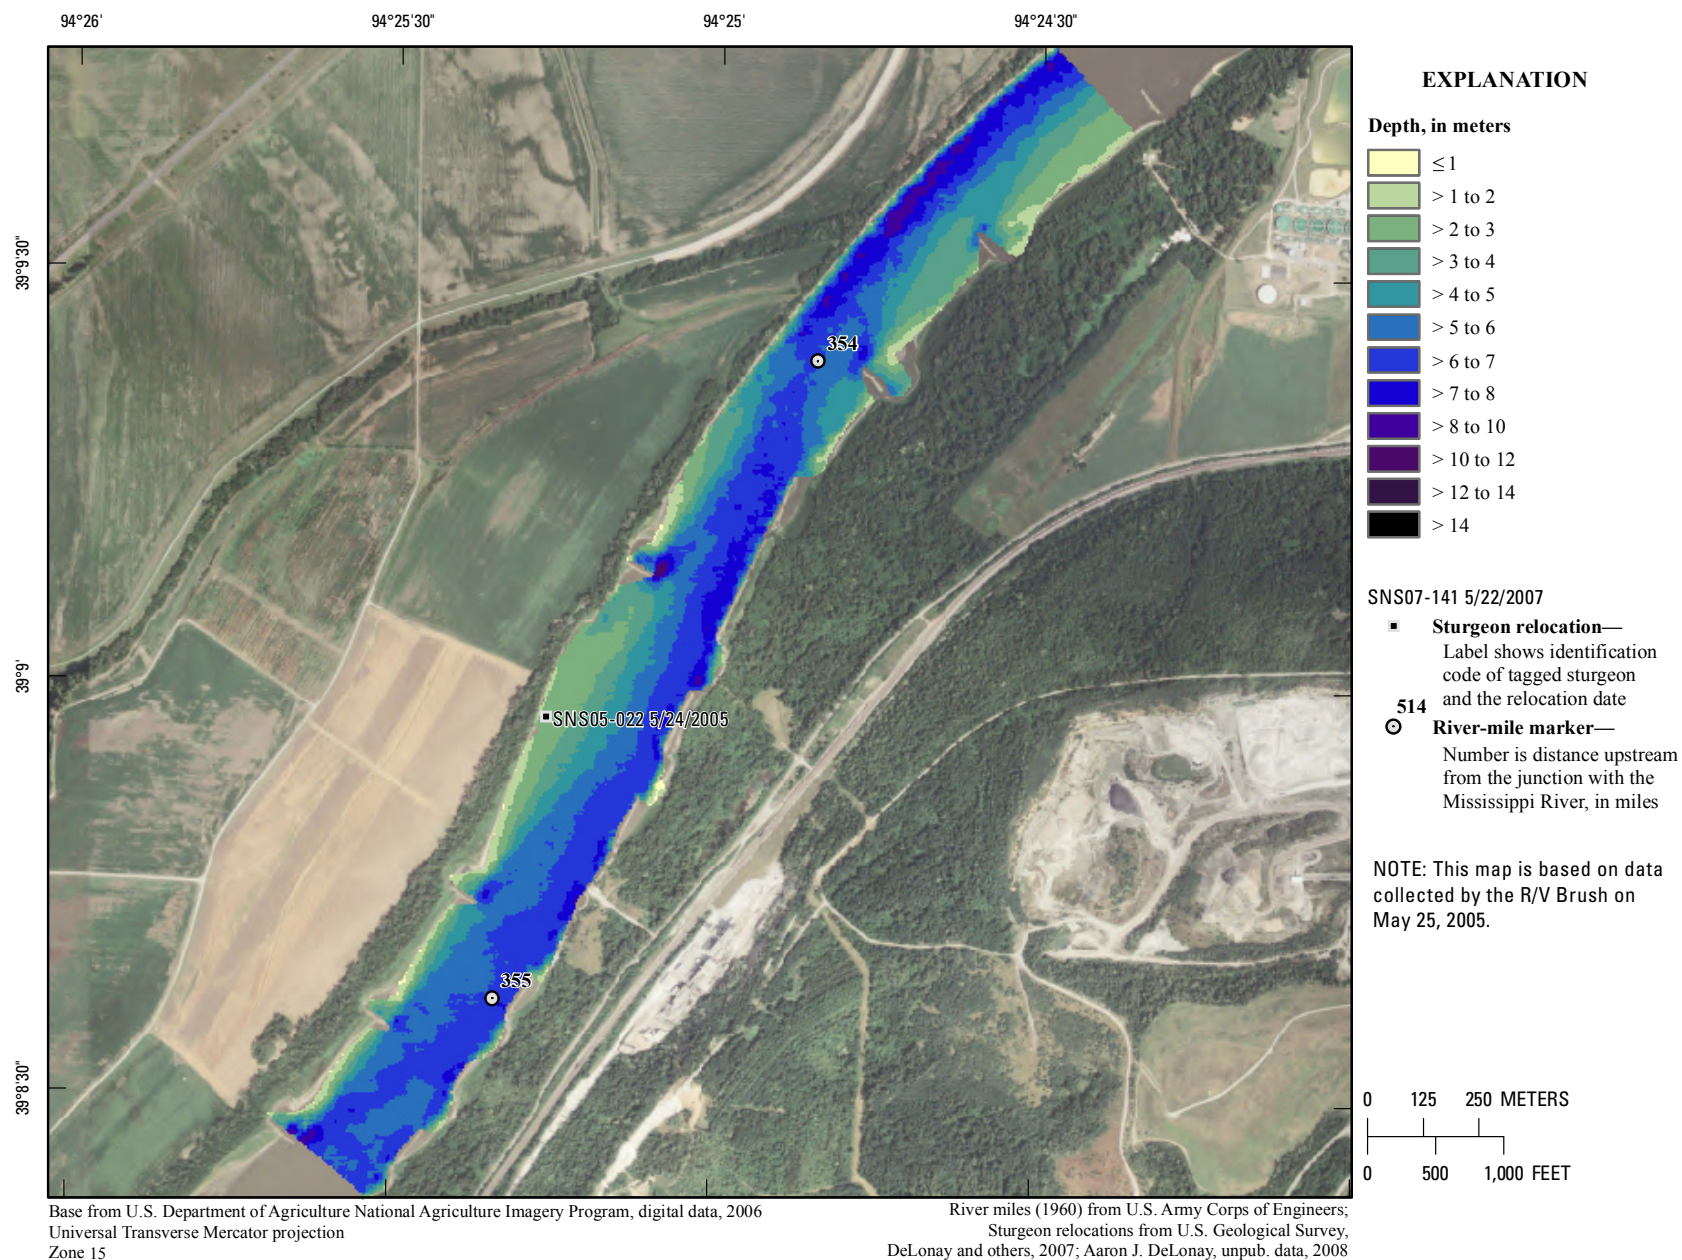 94°26'
94°25'30"
94°25'
94°24'30"
39°9'30"
39°9'
39°8'30"
354
SNS05-022 5/24/2005
355
EXPLANATION
Depth, in meters
≤ 1
> 1 to 2
> 2 to 3
> 3 to 4
> 4 to 5
> 5 to 6
> 6 to 7
> 7 to 8
> 8 to 10
> 10 to 12
> 12 to 14
> 14
SNS07-141 5/22/2007
Sturgeon relocation—
Label shows identification
code of tagged sturgeon
and the relocation date
514
River-mile marker—
Number is distance upstream
from the junction with the
Mississippi River, in miles
NOTE: This map is based on data
collected by the R/V Brush on
May 25, 2005.
0 125 250 METERS
0 500 1,000 FEET
Base from U.S. Department of Agriculture National Agriculture Imagery Program, digital data, 2006
Universal Transverse Mercator projection
Zone 15
River miles (1960) from U.S. Army Corps of Engineers;
Sturgeon relocations from U.S. Geological Survey,
DeLonay and others, 2007; Aaron J. DeLonay, unpub. data, 2008